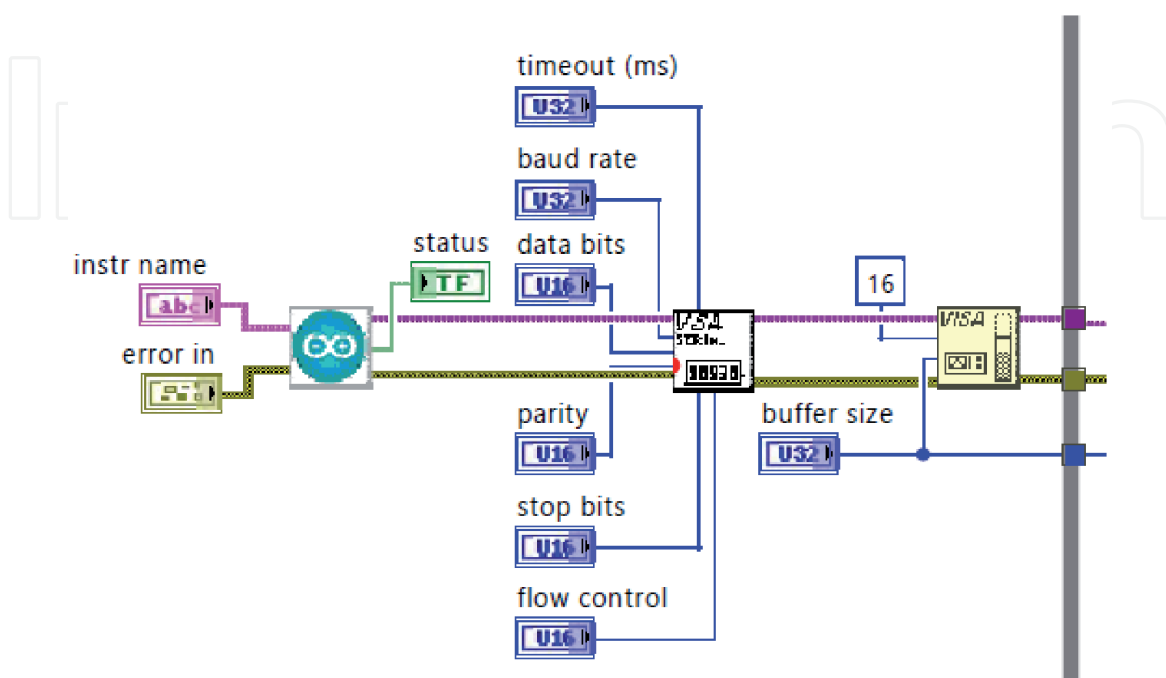 timeout (ms)
U32
baud rate
U32
status
data bits
instr name
TF
U16
16
abc
VISA
VISA
error in
parity
buffer size
U16
U32
stop bits
U16
flow control
U16